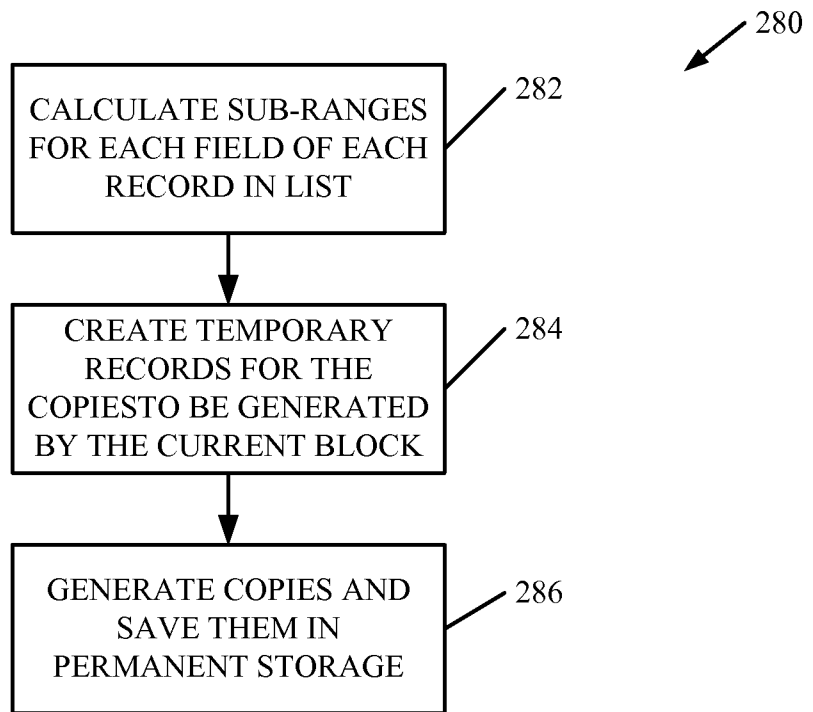 280
CALCULATE SUB-RANGES
FOR EACH FIELD OF EACH
RECORD IN LIST
282
CREATE TEMPORARY
RECORDS FOR THE
COPIESTO BE GENERATED
BY THE CURRENT BLOCK
284
GENERATE COPIES AND
SAVE THEM IN
PERMANENT STORAGE
286